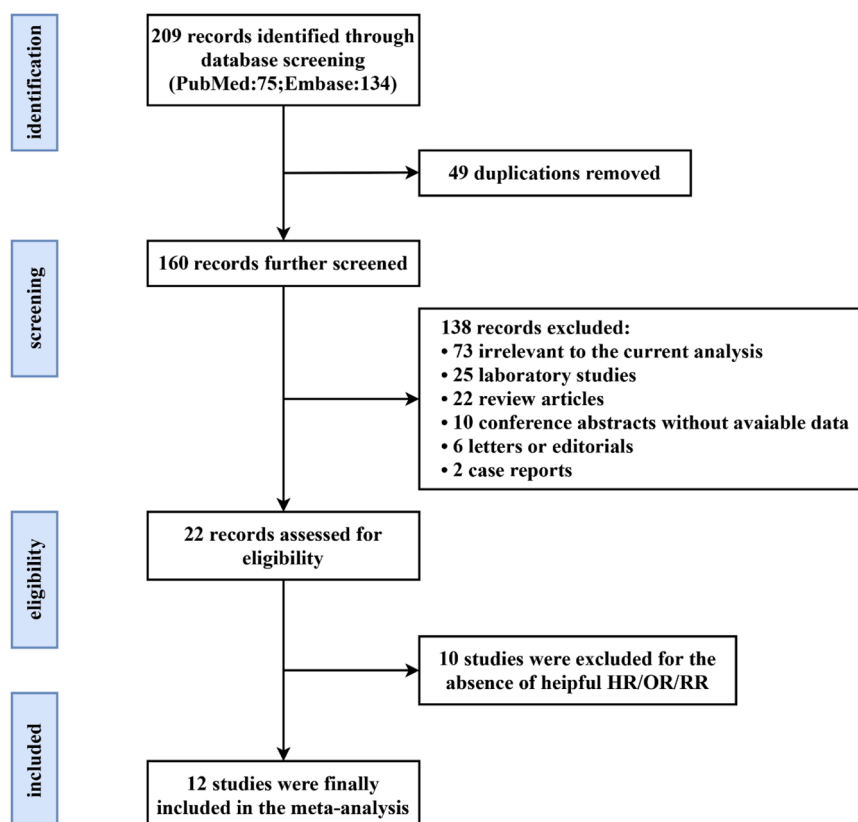 identification
209 records identified through
database screening
(PubMed:75;Embase:134)
49 duplications removed
screening
160 records further screened
138 records excluded:
• 73 irrelevant to the current analysis
• 25 laboratory studies
• 22 review articles
• 10 conference abstracts without avaiable data
• 6 letters or editorials
• 2 case reports
eligibility
22 records assessed for
eligibility
10 studies were excluded for the
absence of heipful HR/OR/RR
included
12 studies were finally
included in the meta-analysis